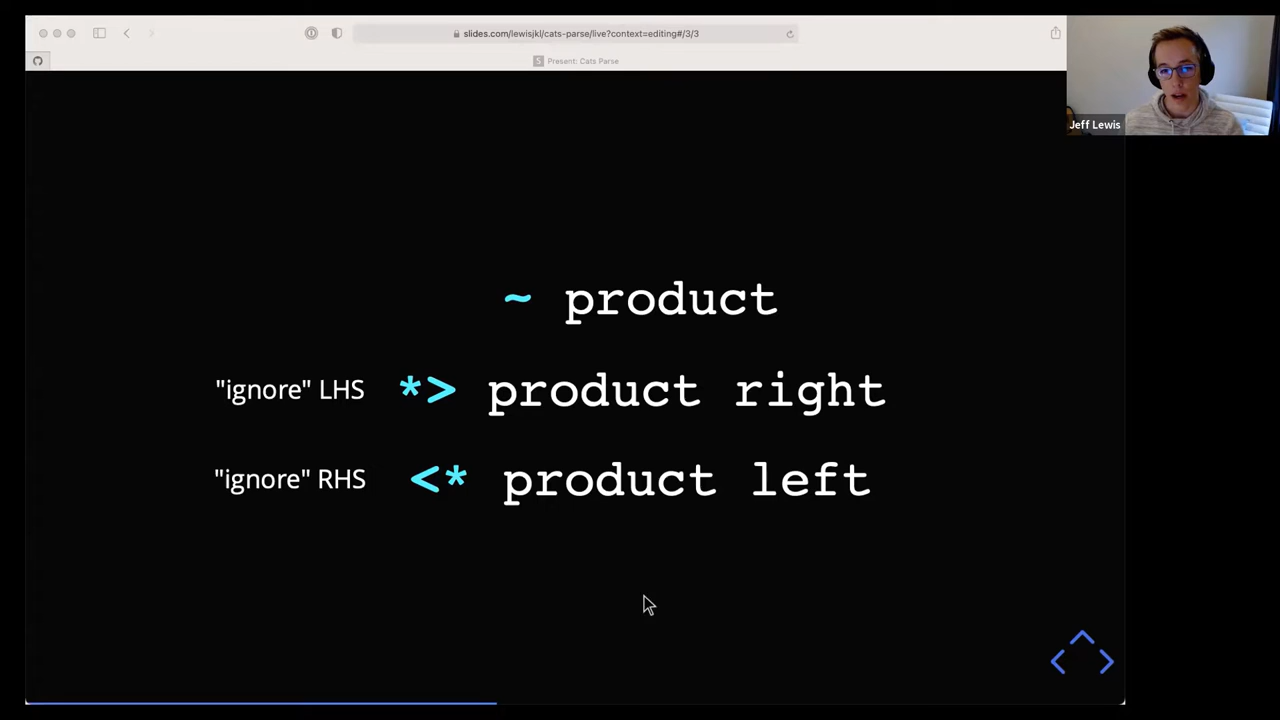 slides.com/lewisjkl/cats-parse/live?context=editing#/3/3
Present: Cats Parse
Jeff Lewis
~ product
"ignore" LHS *> product right
"ignore" RHS <* product left